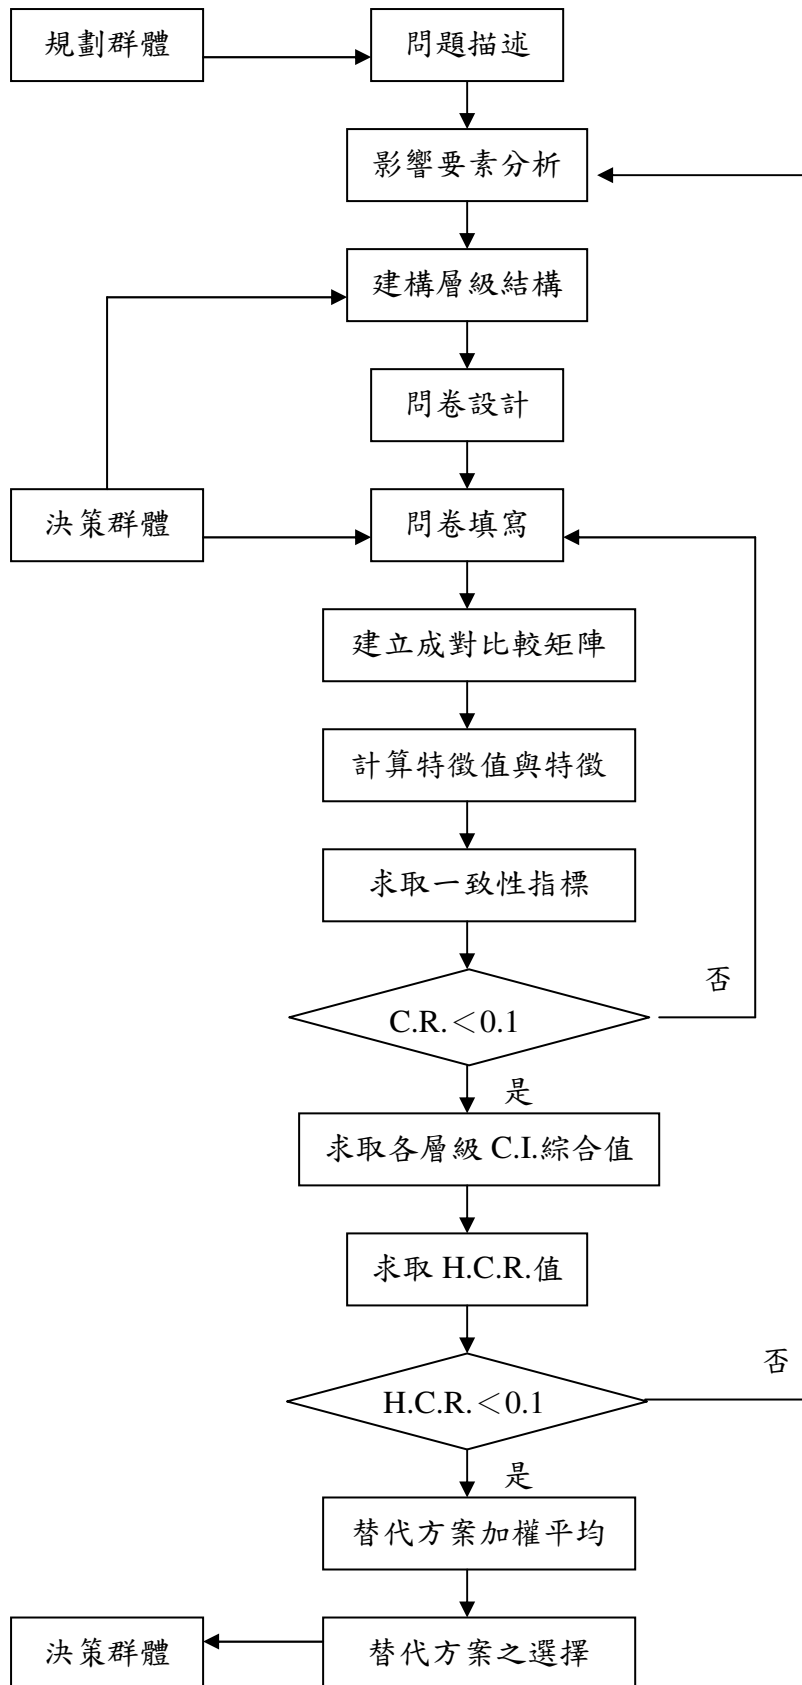 規劃群體
問題描述
影響要素分析
建構層級結構
問卷設計
決策群體
問卷填寫
建立成對比較矩陣
計算特徵值與特徵
求取一致性指標
否
C.R.＜0.1
是
求取各層級 C.I.綜合值
求取 H.C.R.值
否
H.C.R.＜0.1
是
替代方案加權平均
決策群體
替代方案之選擇